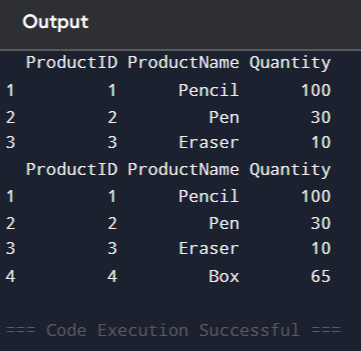 Output
  ProductID ProductName Quantity
1         1      Pencil      100
2         2         Pen       30
3         3      Eraser       10
  ProductID ProductName Quantity
1         1      Pencil      100
2         2         Pen       30
3         3      Eraser       10
4         4         Box       65
=== Code Execution Successful ===